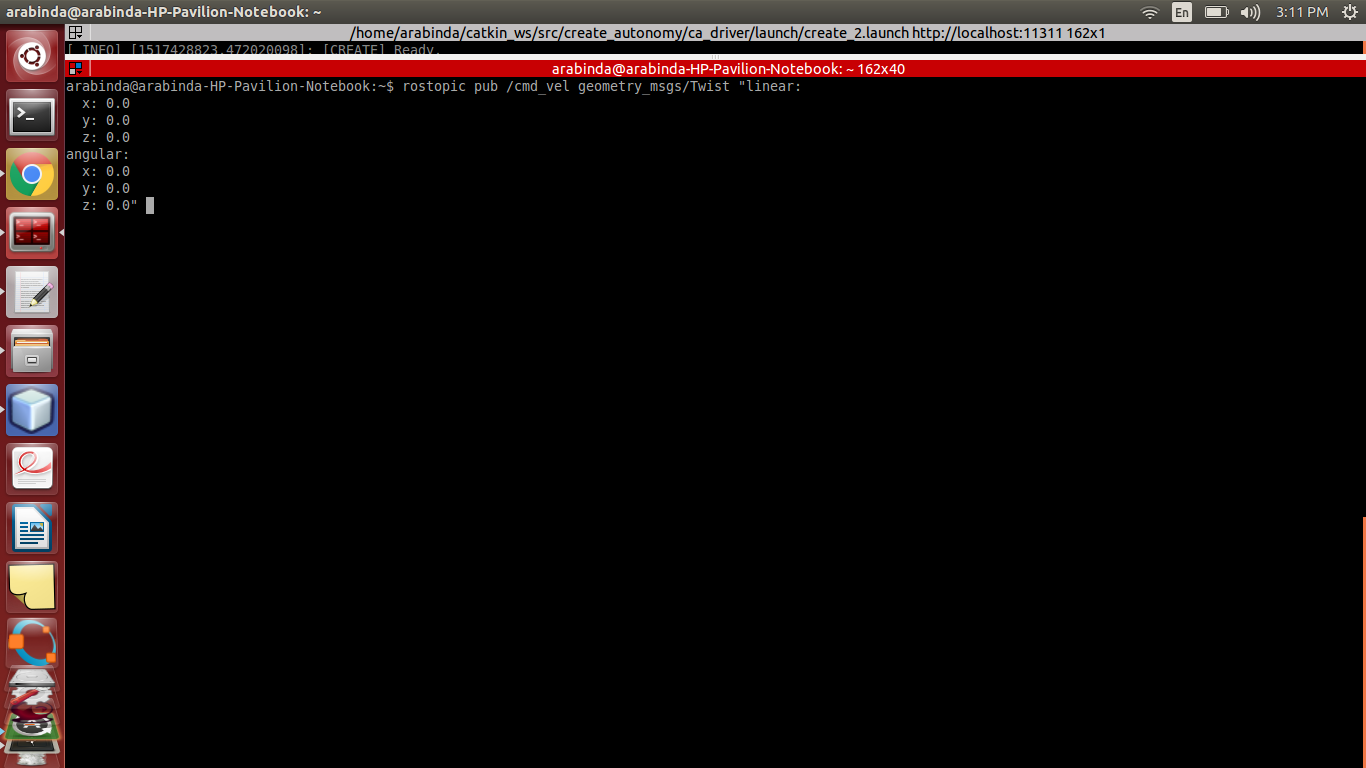 arabinda@arabinda-HP-Pavilion-Notebook: ~
En
3:11 PM
/home/arabinda/catkin_ws/src/create_autonomy/ca_driver/launch/create_2.launch http://localhost:11311 162x1
[ INFO] [1517428823.472020098]: [CREATE] Ready.
arabinda@arabinda-HP-Pavilion-Notebook: ~ 162x40
arabinda@arabinda-HP-Pavilion-Notebook:~$ rostopic pub /cmd_vel geometry_msgs/Twist "linear:
  x: 0.0
  y: 0.0
  z: 0.0
angular:
  x: 0.0
  y: 0.0
  z: 0.0"